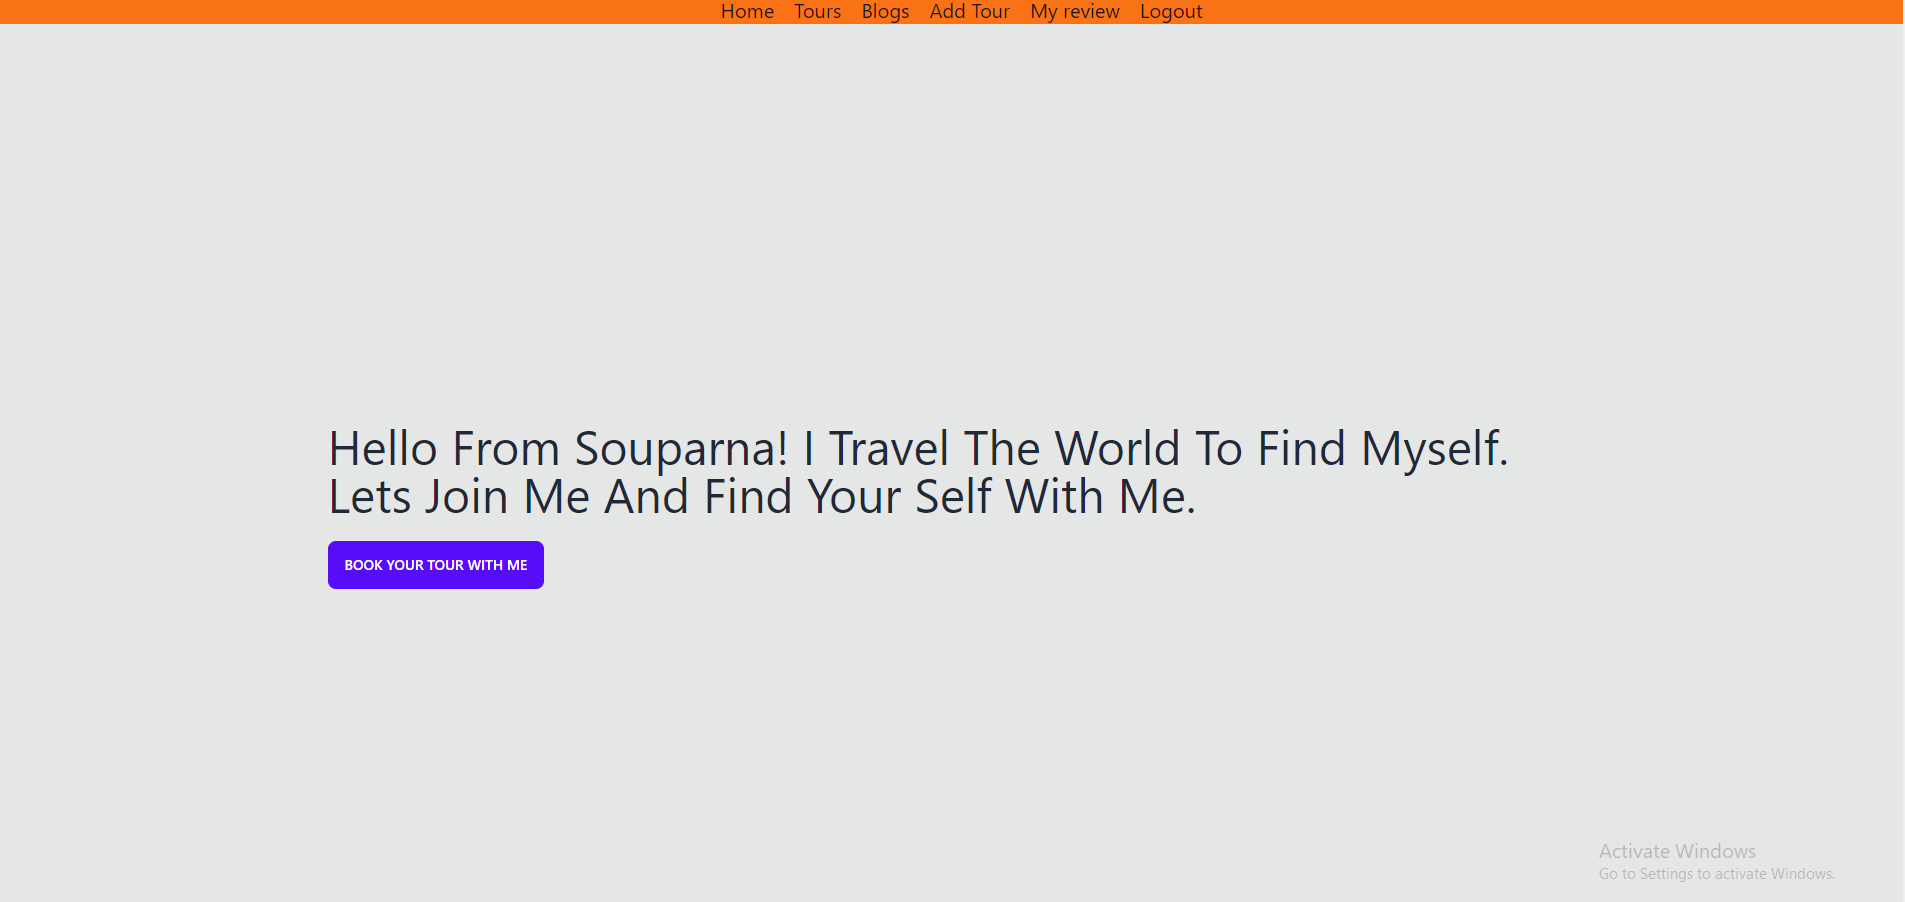 Home Tours Blogs Add Tour My review Logout
Hello From Souparna! I Travel The World To Find Myself.
Lets Join Me And Find Your Self With Me.
BOOK YOUR TOUR WITH ME
Activate Windows
Go to Settings to activate Windows.